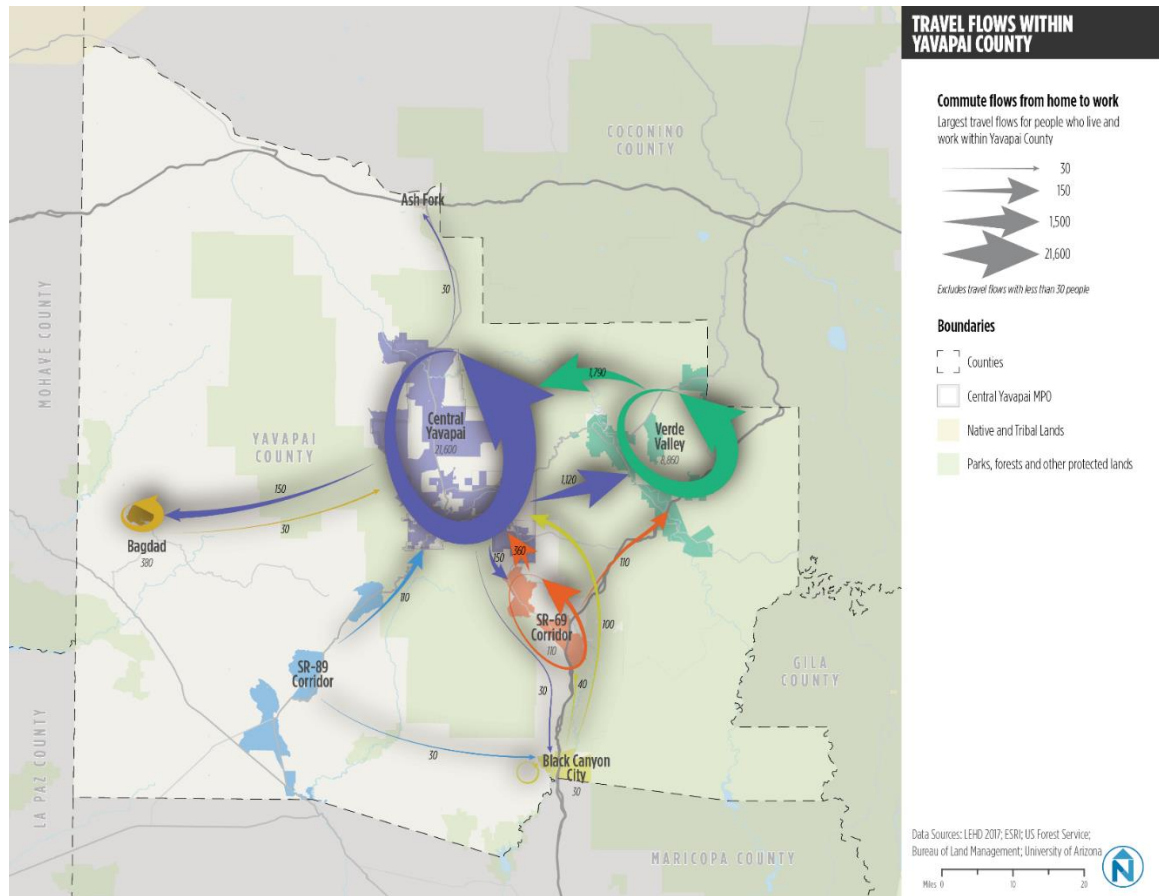 TRAVEL FLOWS WITHIN
YAVAPAI COUNTY
Commute flows from home to work
Largest travel flows for people who live and
work within Yavapai County
30
150
1,500
21,600
Excludes travel flows with less than 30 people
Boundaries
Counties
Central Yavapai MPO
Native and Tribal Lands
Parks, forests and other protected lands
COCONINO
COUNTY
MOHAVE COUNTY
Ash Fork
30
1,790
Central
Yavapai
21,600
Verde
Valley
8,860
YAVAPAI
COUNTY
150
1,120
30
Bagdad
380
150
360
110
110
SR-69
Corridor
110
100
SR-89
Corridor
GILA
COUNTY
30
40
30
Black Canyon
City
30
LA PAZ COUNTY
MARICOPA COUNTY
Data Sources: LEHD 2017; ESRI; US Forest Service;
Bureau of Land Management; University of Arizona
Miles 0 10 20
N